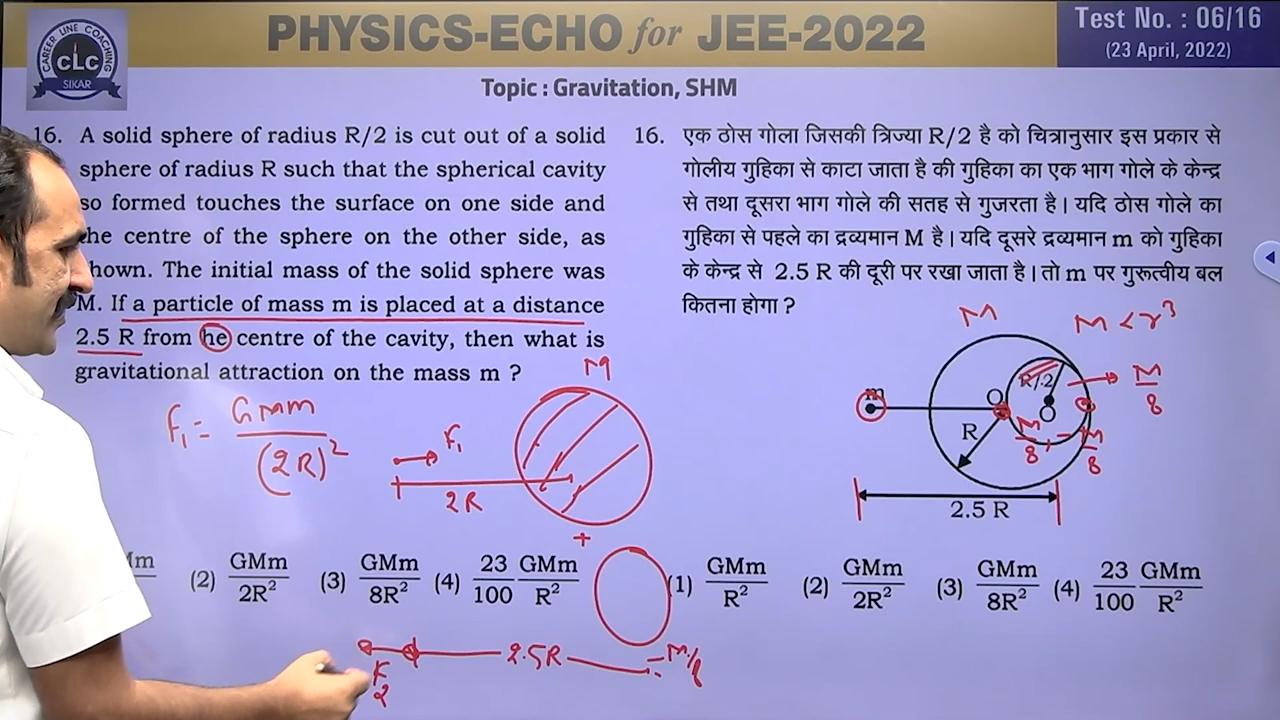 PHYSICS-ECHO for JEE-2022
Test No. : 06/16
(23 April, 2022)
CAREER LINE COACHING
CLC
SIKAR
Topic : Gravitation, SHM
16. A solid sphere of radius R/2 is cut out of a solid
sphere of radius R such that the spherical cavity
so formed touches the surface on one side and
he centre of the sphere on the other side, as
hown. The initial mass of the solid sphere was
M. If a particle of mass m is placed at a distance
2.5 R from he centre of the cavity, then what is
gravitational attraction on the mass m ?
F₁ = GMm/(2R)²
F₁
2R
M
+
Mm (2) GMm/2R² (3) GMm/8R² (4) 23/100 GMm/R²
F₂
2.5R
-M/8
16. एक ठोस गोला जिसकी त्रिज्या R/2 है को चित्रानुसार इस प्रकार से
गोलीय गुहिका से काटा जाता है की गुहिका का एक भाग गोले के केन्द्र
से तथा दूसरा भाग गोले की सतह से गुजरता है। यदि ठोस गोले का
गुहिका से पहले का द्रव्यमान M है। यदि दूसरे द्रव्यमान m को गुहिका
के केन्द्र से 2.5 R की दूरी पर रखा जाता है। तो m पर गुरूत्वीय बल
कितना होगा ?
M
M < r³
R/2
M/8
m
O
O
R
M/8, -M/8
2.5 R
(1) GMm/R² (2) GMm/2R² (3) GMm/8R² (4) 23/100 GMm/R²